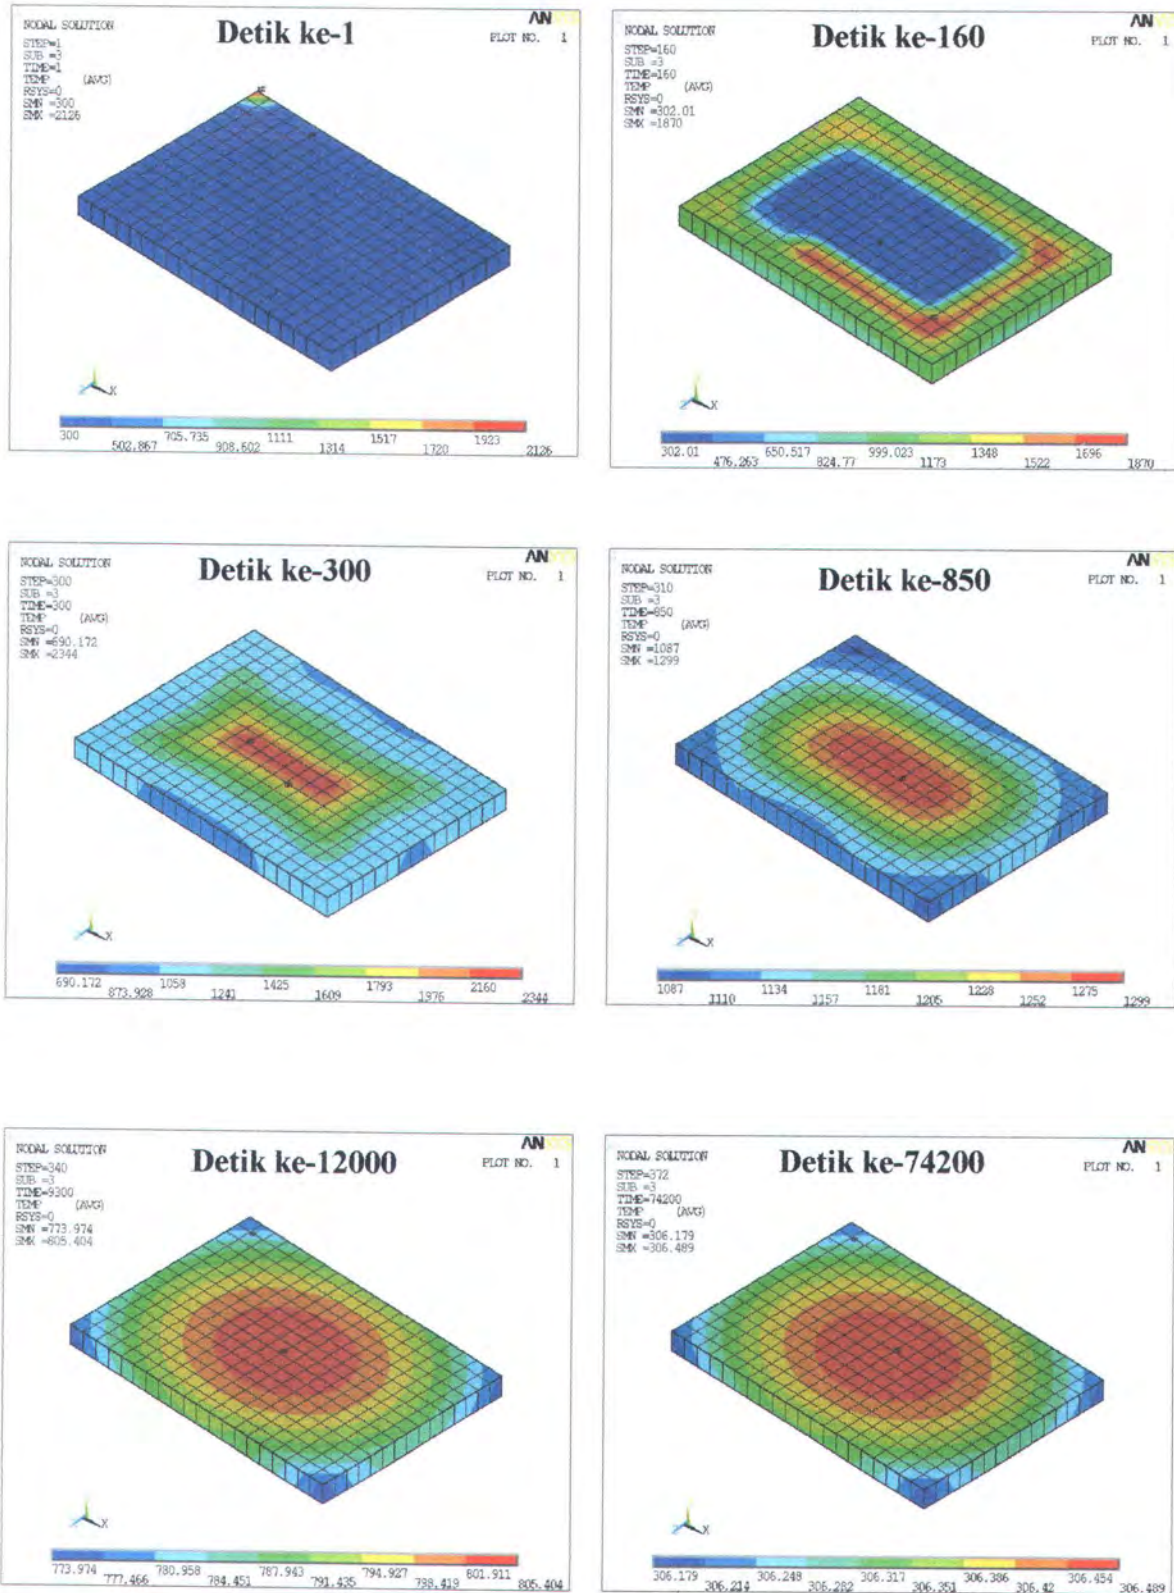 NODAL SOLUTION
STEP=1
SUB =3
TIME=1
TEMP (AVG)
RSYS=0
SMN =300
SMX =2126
Detik ke-1
AN
PLOT NO. 1
X
Z
300 502.867 705.735 908.602 1111 1314 1517 1720 1923 2126
NODAL SOLUTION
STEP=160
SUB =3
TIME=160
TEMP (AVG)
RSYS=0
SMN =302.01
SMX =1870
Detik ke-160
AN
PLOT NO. 1
X
Z
302.01 476.263 650.517 824.77 999.023 1173 1348 1522 1696 1870
NODAL SOLUTION
STEP=300
SUB =3
TIME=300
TEMP (AVG)
RSYS=0
SMN =690.172
SMX =2344
Detik ke-300
AN
PLOT NO. 1
X
Z
690.172 873.928 1058 1241 1425 1609 1793 1976 2160 2344
NODAL SOLUTION
STEP=310
SUB =3
TIME=850
TEMP (AVG)
RSYS=0
SMN =1087
SMX =1299
Detik ke-850
AN
PLOT NO. 1
X
Z
1087 1110 1134 1157 1181 1205 1228 1252 1275 1299
NODAL SOLUTION
STEP=340
SUB =3
TIME=9300
TEMP (AVG)
RSYS=0
SMN =773.974
SMX =805.404
Detik ke-12000
AN
PLOT NO. 1
X
Z
773.974 777.466 780.958 784.451 787.943 791.435 794.927 798.419 801.911 805.404
NODAL SOLUTION
STEP=372
SUB =3
TIME=74200
TEMP (AVG)
RSYS=0
SMN =306.179
SMX =306.489
Detik ke-74200
AN
PLOT NO. 1
X
Z
306.179 306.214 306.248 306.282 306.317 306.351 306.386 306.42 306.454 306.489